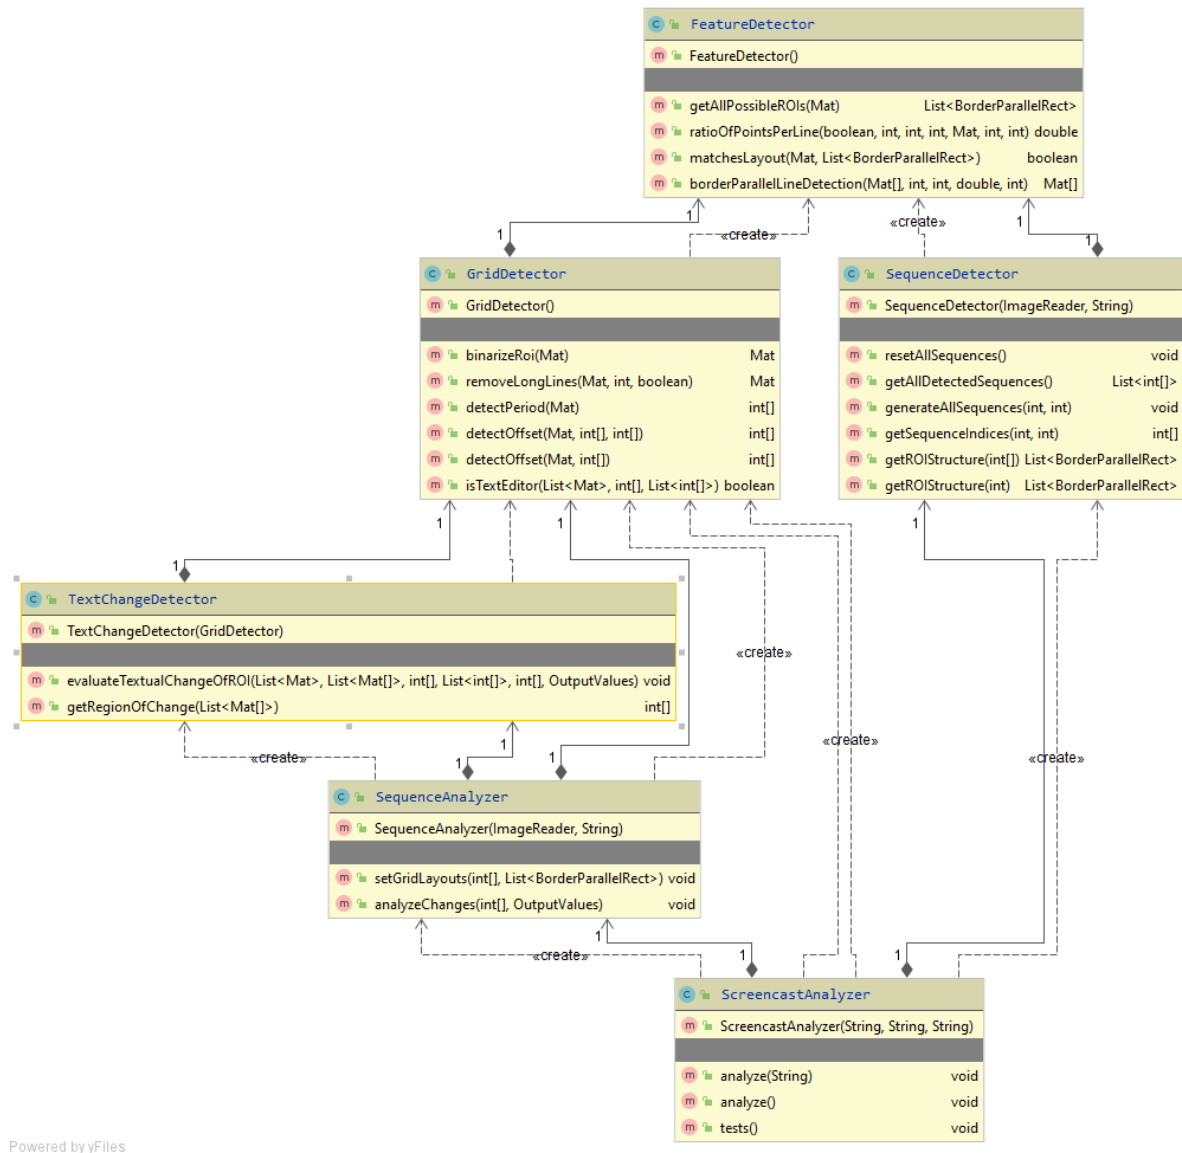 FeatureDetector
FeatureDetector()
getAllPossibleROIs(Mat) List<BorderParallelRect>
ratioOfPointsPerLine(boolean, int, int, int, Mat, int, int) double
matchesLayout(Mat, List<BorderParallelRect>) boolean
borderParallelLineDetection(Mat[], int, int, double, int) Mat[]
1
1
«create»
«create»
1
1
GridDetector
GridDetector()
binarizeRoi(Mat) Mat
removeLongLines(Mat, int, boolean) Mat
detectPeriod(Mat) int[]
detectOffset(Mat, int[], int[]) int[]
detectOffset(Mat, int[]) int[]
isTextEditor(List<Mat>, int[], List<int[]>) boolean
SequenceDetector
SequenceDetector(ImageReader, String)
resetAllSequences() void
getAllDetectedSequences() List<int[]>
generateAllSequences(int, int) void
getSequenceIndices(int, int) int[]
getROIStructure(int[]) List<BorderParallelRect>
getROIStructure(int) List<BorderParallelRect>
1
1
1
1
TextChangeDetector
TextChangeDetector(GridDetector)
evaluateTextualChangeOfROI(List<Mat>, List<Mat[]>, int[], List<int[]>, int[], OutputValues) void
getRegionOfChange(List<Mat[]>) int[]
«create»
«create»
«create»
«create»
1
1
1
SequenceAnalyzer
SequenceAnalyzer(ImageReader, String)
setGridLayouts(int[], List<BorderParallelRect>) void
analyzeChanges(int[], OutputValues) void
1
«create»
1
1
ScreencastAnalyzer
ScreencastAnalyzer(String, String, String)
analyze(String) void
analyze() void
tests() void
Powered by yFiles